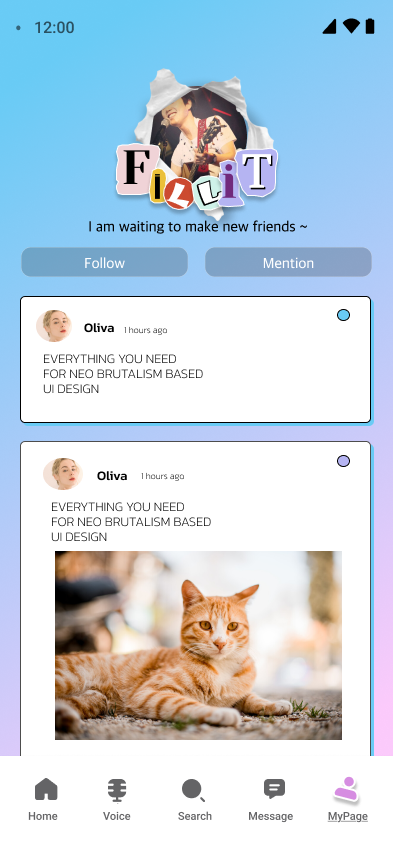 12:00
FiLLiT
I am waiting to make new friends ~
Follow
Mention
Oliva 1 hours ago
EVERYTHING YOU NEED
FOR NEO BRUTALISM BASED
UI DESIGN
Oliva 1 hours ago
EVERYTHING YOU NEED
FOR NEO BRUTALISM BASED
UI DESIGN
Home
Voice
Search
Message
MyPage